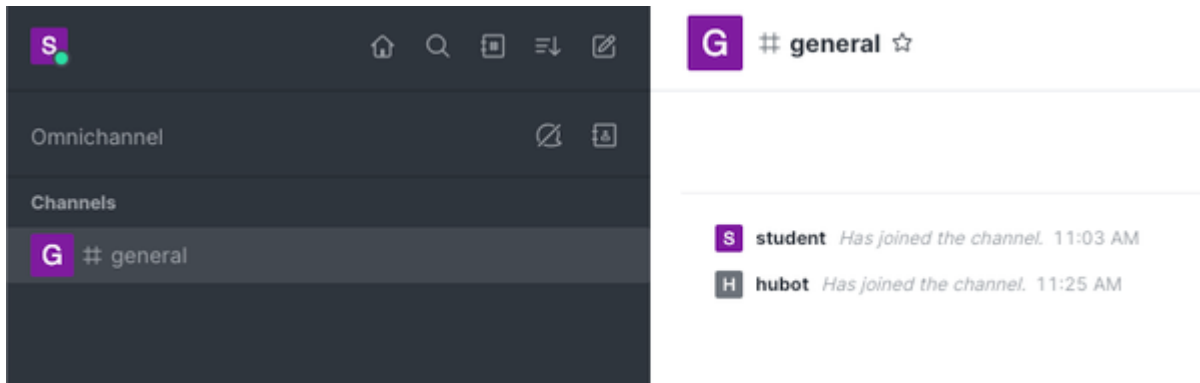 S
Omnichannel
Channels
G # general
G # general
S student Has joined the channel. 11:03 AM
H hubot Has joined the channel. 11:25 AM